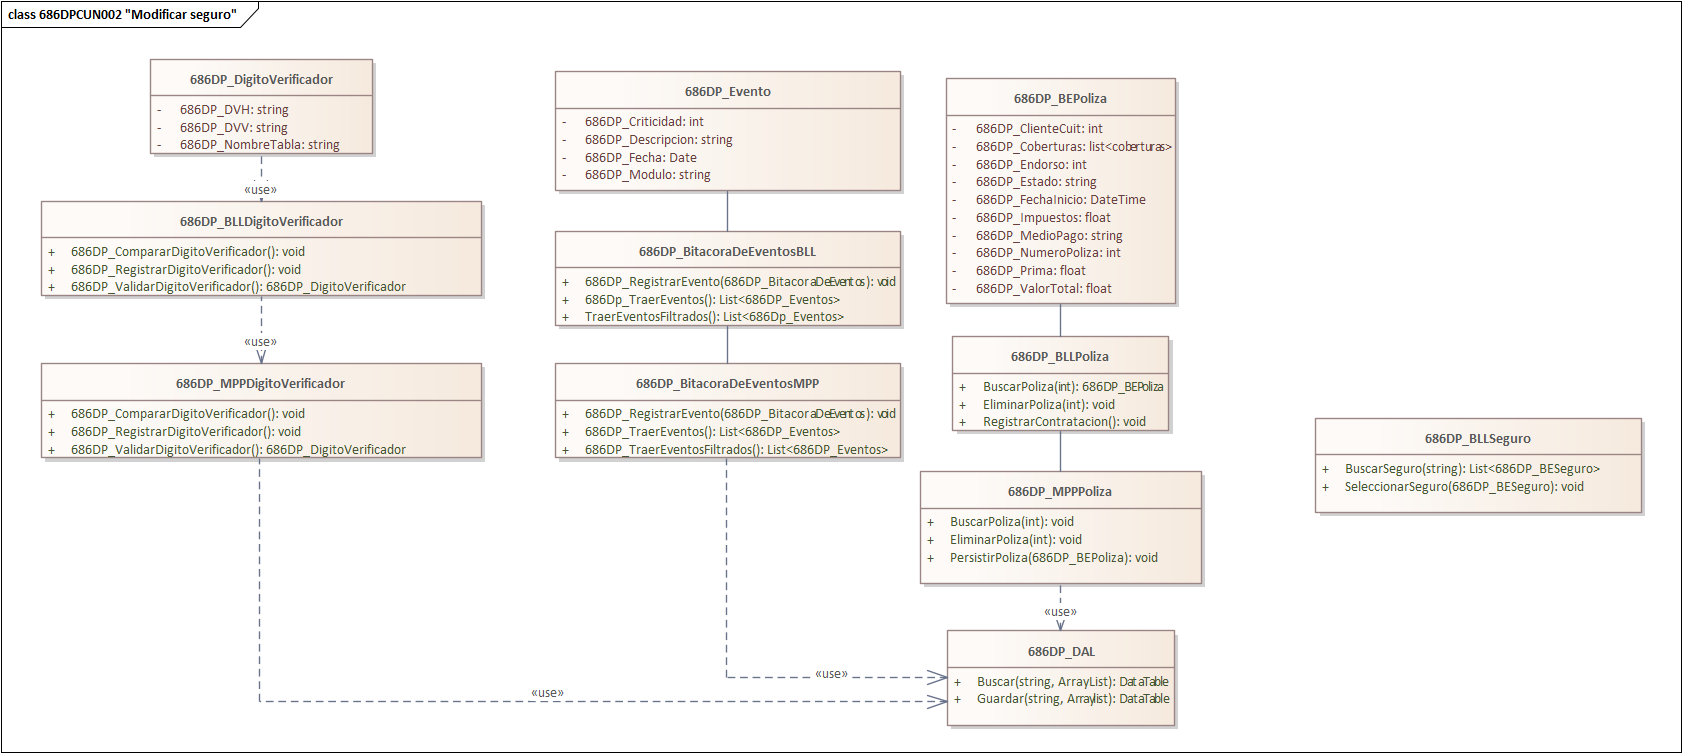 class 686DPCUN002 "Modificar seguro"
686DP_DigitoVerificador
- 686DP_DVH: string
- 686DP_DVV: string
- 686DP_NombreTabla: string
«use»
686DP_BLLDigitoVerificador
+ 686DP_CompararDigitoVerificador(): void
+ 686DP_RegistrarDigitoVerificador(): void
+ 686DP_ValidarDigitoVerificador(): 686DP_DigitoVerificador
«use»
686DP_MPPDigitoVerificador
+ 686DP_CompararDigitoVerificador(): void
+ 686DP_RegistrarDigitoVerificador(): void
+ 686DP_ValidarDigitoVerificador(): 686DP_DigitoVerificador
«use»
686DP_Evento
- 686DP_Criticidad: int
- 686DP_Descripcion: string
- 686DP_Fecha: Date
- 686DP_Modulo: string
686DP_BitacoraDeEventosBLL
+ 686DP_RegistrarEvento(686DP_BitacoraDeEventos): void
+ 686Dp_TraerEventos(): List<686DP_Eventos>
+ TraerEventosFiltrados(): List<686Dp_Eventos>
686DP_BitacoraDeEventosMPP
+ 686DP_RegistrarEvento(686DP_BitacoraDeEventos): void
+ 686DP_TraerEventos(): List<686DP_Eventos>
+ 686DP_TraerEventosFiltrados(): List<686DP_Eventos>
«use»
686DP_BEPoliza
- 686DP_ClienteCuit: int
- 686DP_Coberturas: list<coberturas>
- 686DP_Endorso: int
- 686DP_Estado: string
- 686DP_FechaInicio: DateTime
- 686DP_Impuestos: float
- 686DP_MedioPago: string
- 686DP_NumeroPoliza: int
- 686DP_Prima: float
- 686DP_ValorTotal: float
686DP_BLLPoliza
+ BuscarPoliza(int): 686DP_BEPoliza
+ EliminarPoliza(int): void
+ RegistrarContratacion(): void
686DP_MPPPoliza
+ BuscarPoliza(int): void
+ EliminarPoliza(int): void
+ PersistirPoliza(686DP_BEPoliza): void
«use»
686DP_DAL
+ Buscar(string, ArrayList): DataTable
+ Guardar(string, Arraylist): DataTable
686DP_BLLSeguro
+ BuscarSeguro(string): List<686DP_BESeguro>
+ SeleccionarSeguro(686DP_BESeguro): void